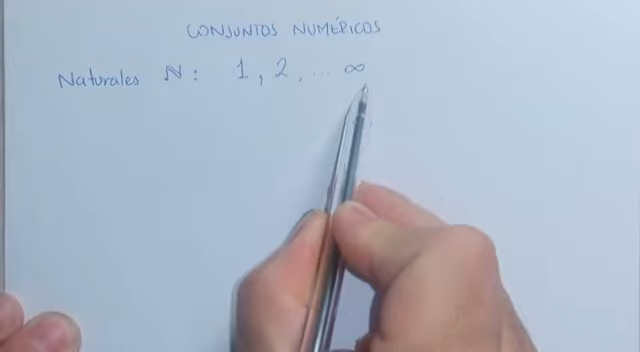 CONJUNTOS NUMÉRICOS
Naturales ℕ: 1, 2, ... ∞